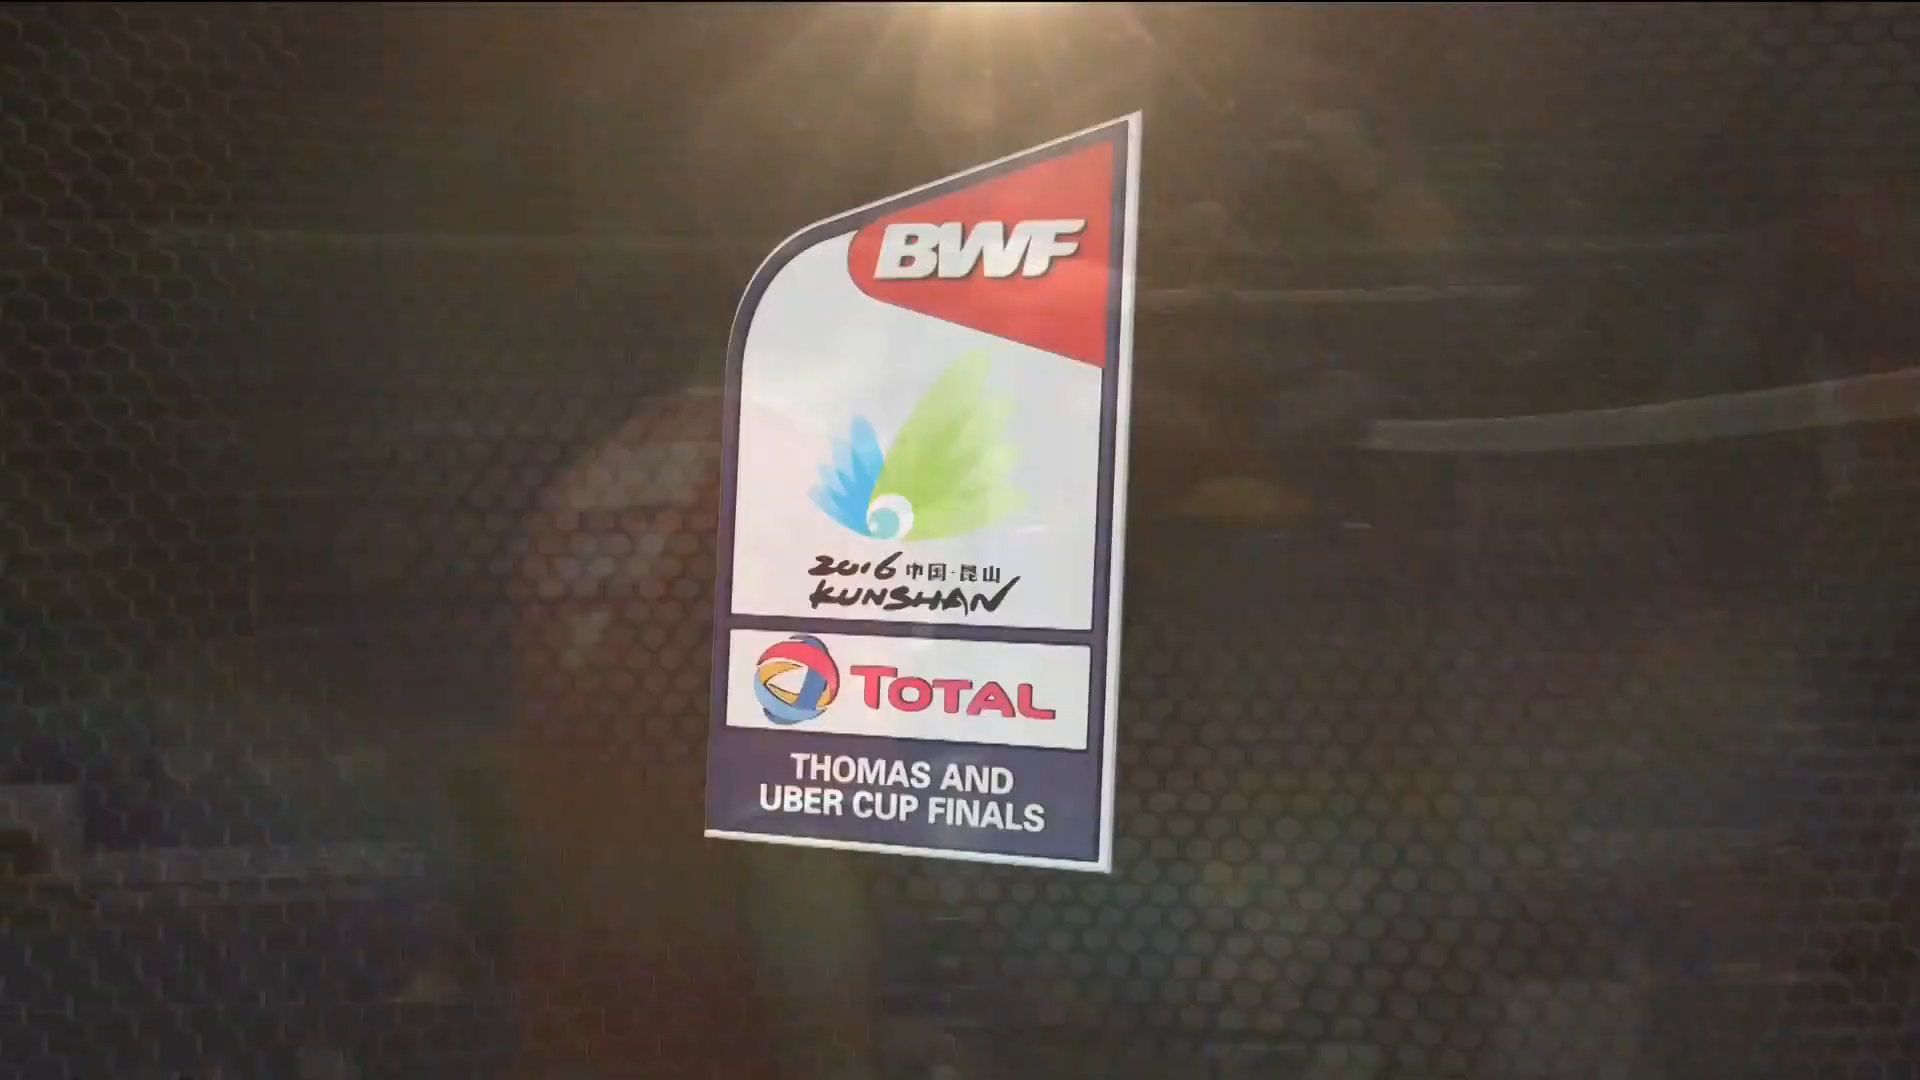 BWF
2016 中国·昆山
KUNSHAN
TOTAL
THOMAS AND
UBER CUP FINALS